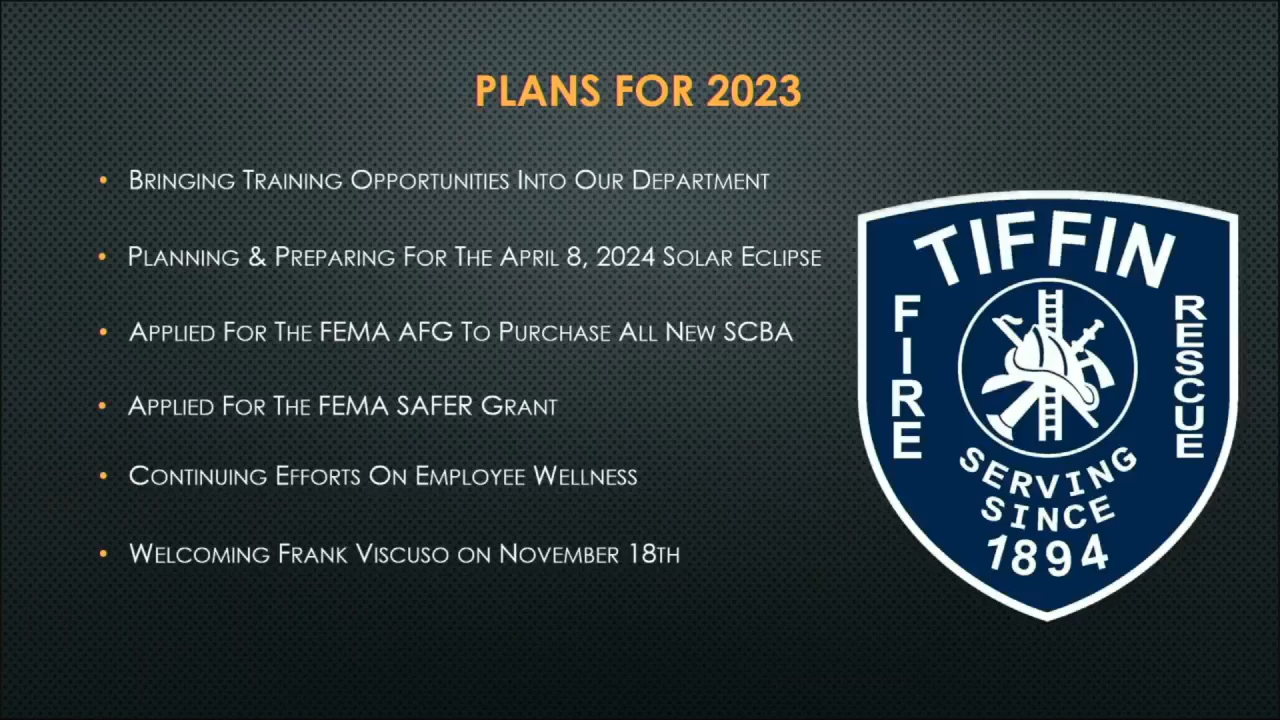 PLANS FOR 2023
• BRINGING TRAINING OPPORTUNITIES INTO OUR DEPARTMENT
• PLANNING & PREPARING FOR THE APRIL 8, 2024 SOLAR ECLIPSE
• APPLIED FOR THE FEMA AFG TO PURCHASE ALL NEW SCBA
• APPLIED FOR THE FEMA SAFER GRANT
• CONTINUING EFFORTS ON EMPLOYEE WELLNESS
• WELCOMING FRANK VISCUSO ON NOVEMBER 18TH
TIFFIN
FIRE
RESCUE
SERVING
SINCE
1894